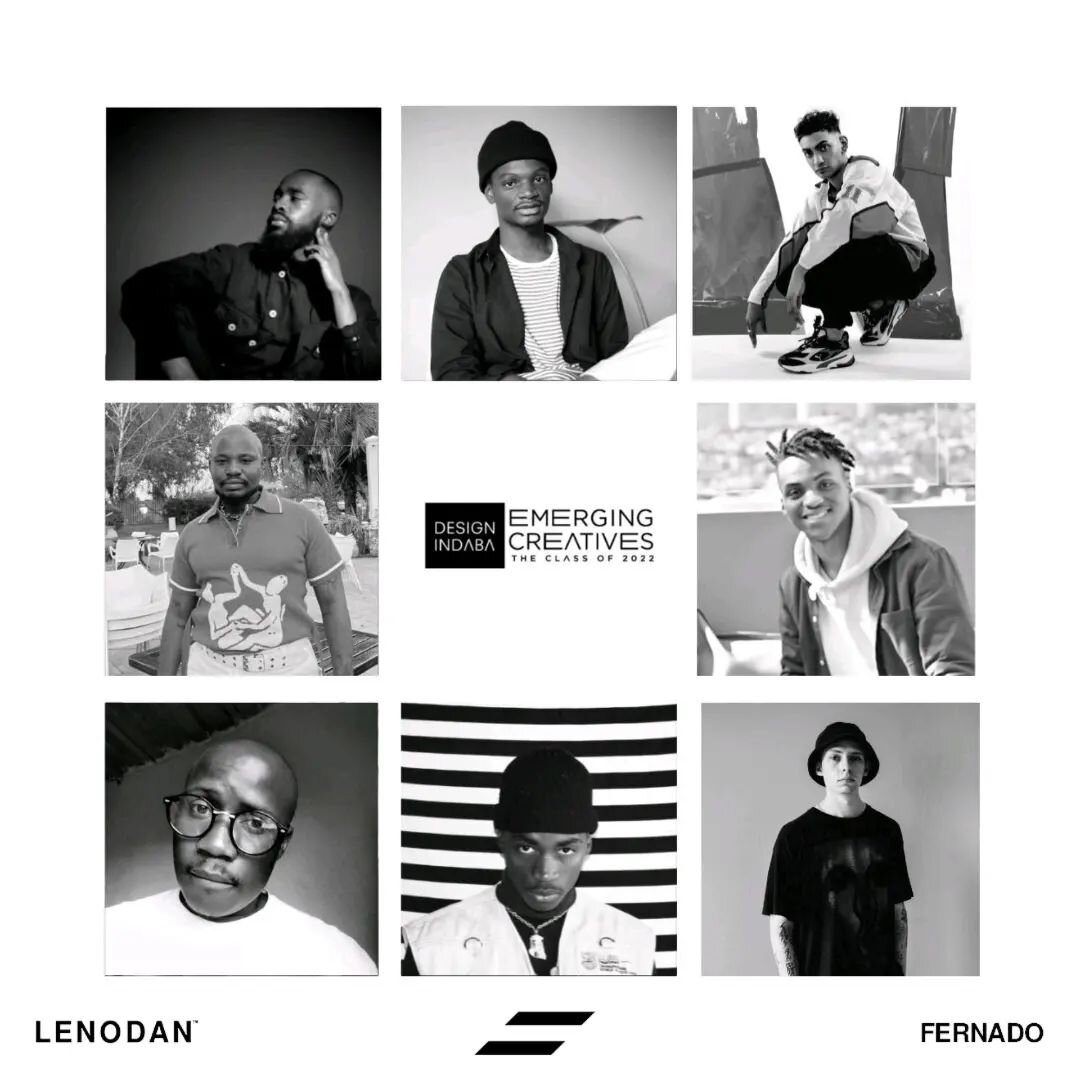 DESIGN
INDABA
EMERGING
CREATIVES
THE CLASS OF 2022
LENODAN™
FERNADO